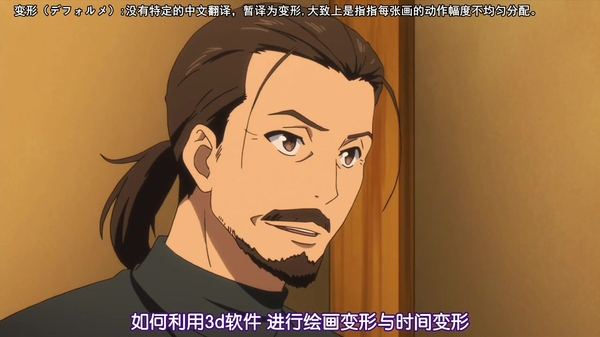 变形（デフォルメ）:没有特定的中文翻译，暂译为变形,大致上是指指每张画的动作幅度不均匀分配。
如何利用3d软件 进行绘画变形与时间变形